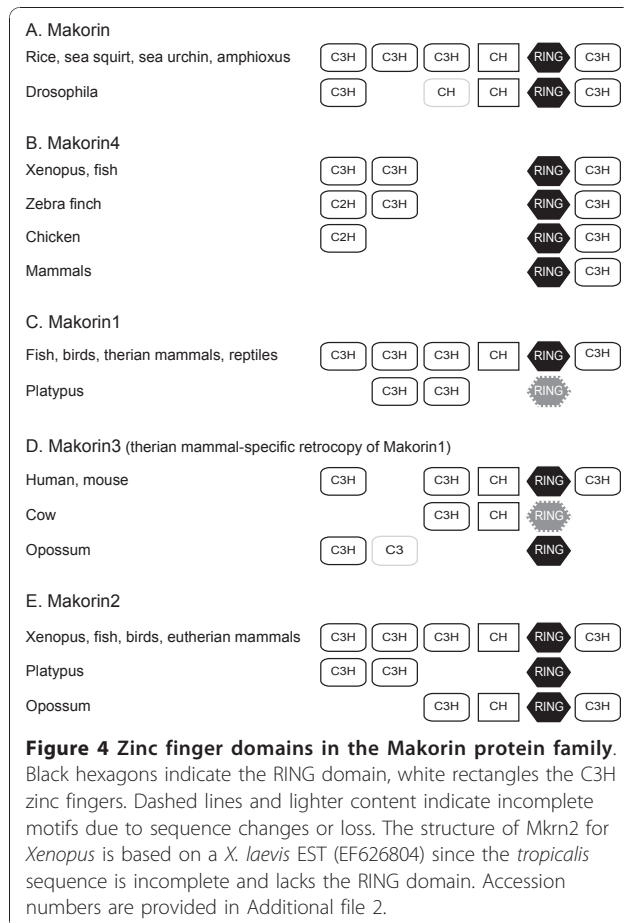 A. Makorin
Rice, sea squirt, sea urchin, amphioxus C3H C3H C3H CH RING C3H
Drosophila C3H CH CH RING C3H
B. Makorin4
Xenopus, fish C3H C3H RING C3H
Zebra finch C2H C3H RING C3H
Chicken C2H RING C3H
Mammals RING C3H
C. Makorin1
Fish, birds, therian mammals, reptiles C3H C3H C3H CH RING C3H
Platypus C3H C3H RING
D. Makorin3 (therian mammal-specific retrocopy of Makorin1)
Human, mouse C3H C3H CH RING C3H
Cow C3H CH RING
Opossum C3H C3 RING
E. Makorin2
Xenopus, fish, birds, eutherian mammals C3H C3H C3H CH RING C3H
Platypus C3H C3H RING
Opossum C3H CH RING C3H
Figure 4 Zinc finger domains in the Makorin protein family.
Black hexagons indicate the RING domain, white rectangles the C3H
zinc fingers. Dashed lines and lighter content indicate incomplete
motifs due to sequence changes or loss. The structure of Mkrn2 for
Xenopus is based on a X. laevis EST (EF626804) since the tropicalis
sequence is incomplete and lacks the RING domain. Accession
numbers are provided in Additional file 2.